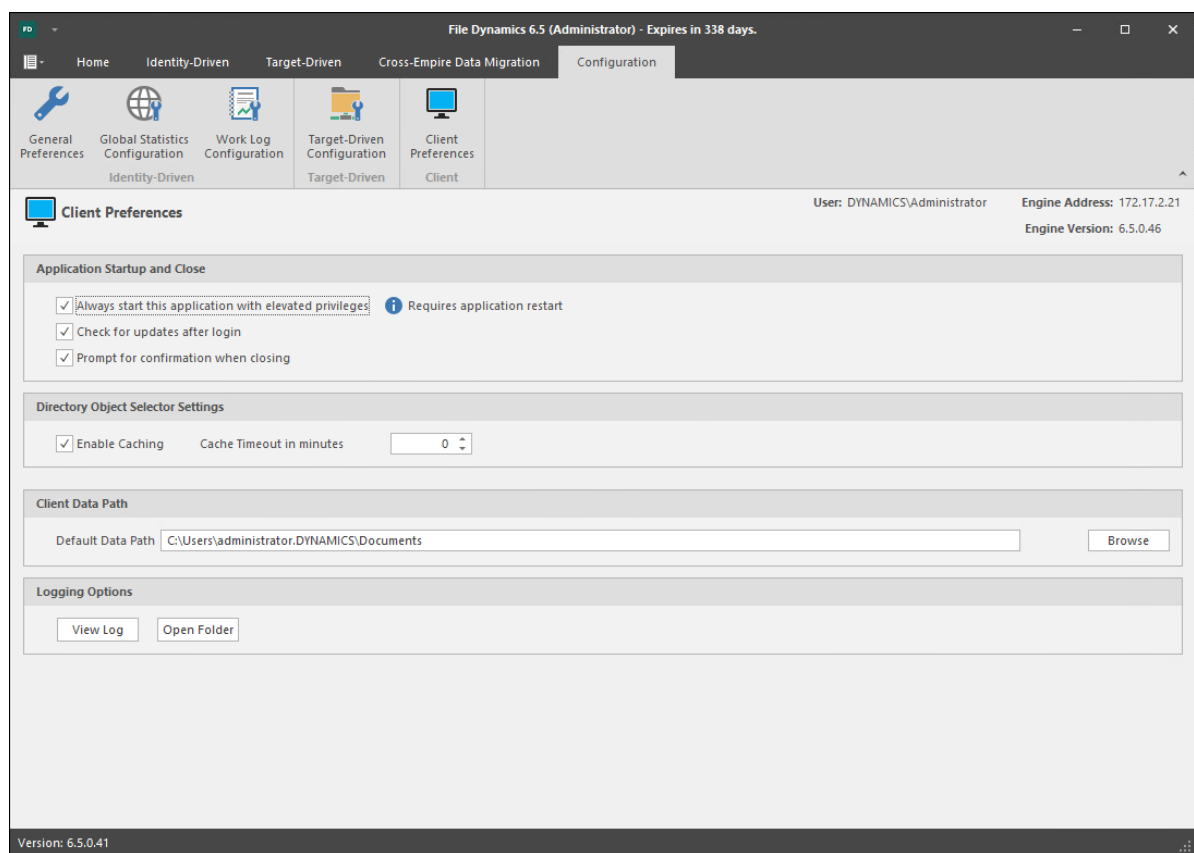 FD
File Dynamics 6.5 (Administrator) - Expires in 338 days.
Home Identity-Driven Target-Driven Cross-Empire Data Migration Configuration
General Preferences
Global Statistics Configuration
Work Log Configuration
Target-Driven Configuration
Client Preferences
Identity-Driven Target-Driven Client
Client Preferences
User: DYNAMICS\Administrator
Engine Address: 172.17.2.21
Engine Version: 6.5.0.46
Application Startup and Close
Always start this application with elevated privileges Requires application restart
Check for updates after login
Prompt for confirmation when closing
Directory Object Selector Settings
Enable Caching Cache Timeout in minutes 0
Client Data Path
Default Data Path C:\Users\administrator.DYNAMICS\Documents Browse
Logging Options
View Log Open Folder
Version: 6.5.0.41